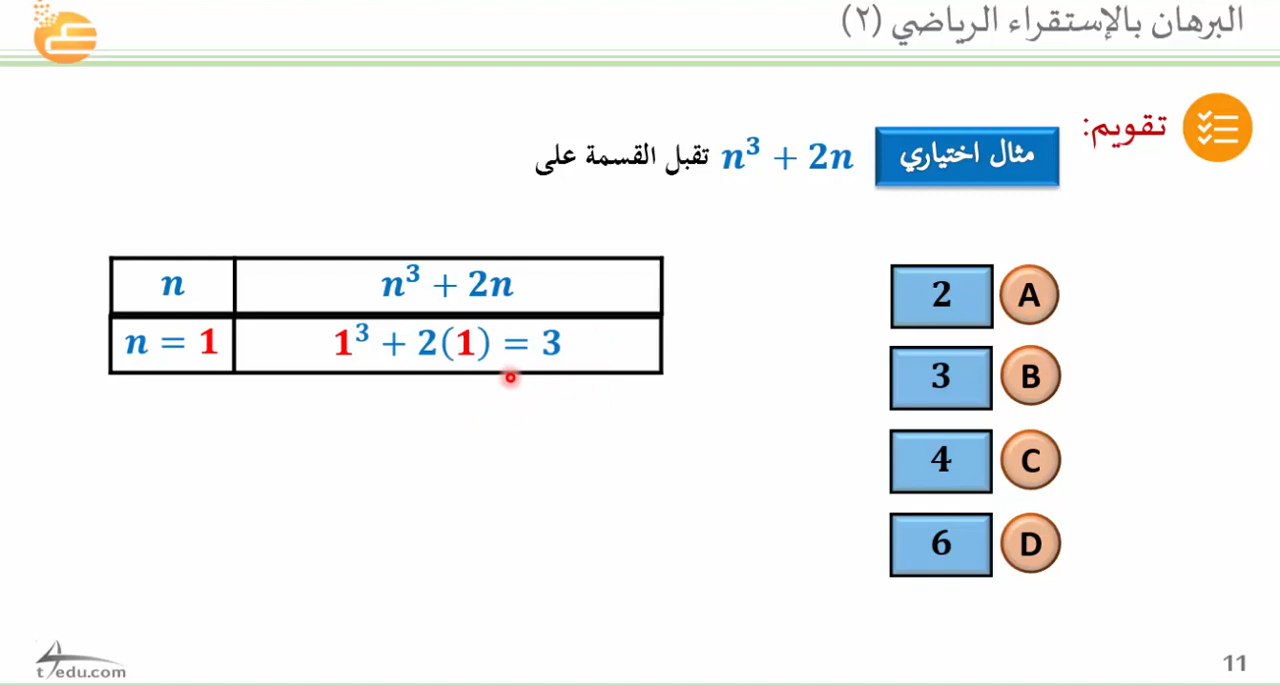 البرهان بالإستقراء الرياضي (٢)
تقويم:
مثال اختياري n³ + 2n تقبل القسمة على
n n³ + 2n
n = 1 1³ + 2(1) = 3
A 2
B 3
C 4
D 6
t4edu.com
11